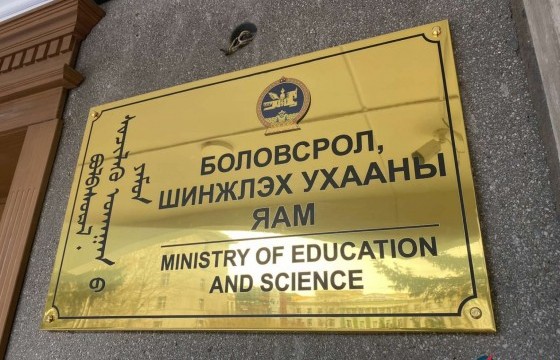 БОЛОВСРОЛ,
ШИНЖЛЭХ УХААНЫ
ЯАМ
MINISTRY OF EDUCATION
AND SCIENCE